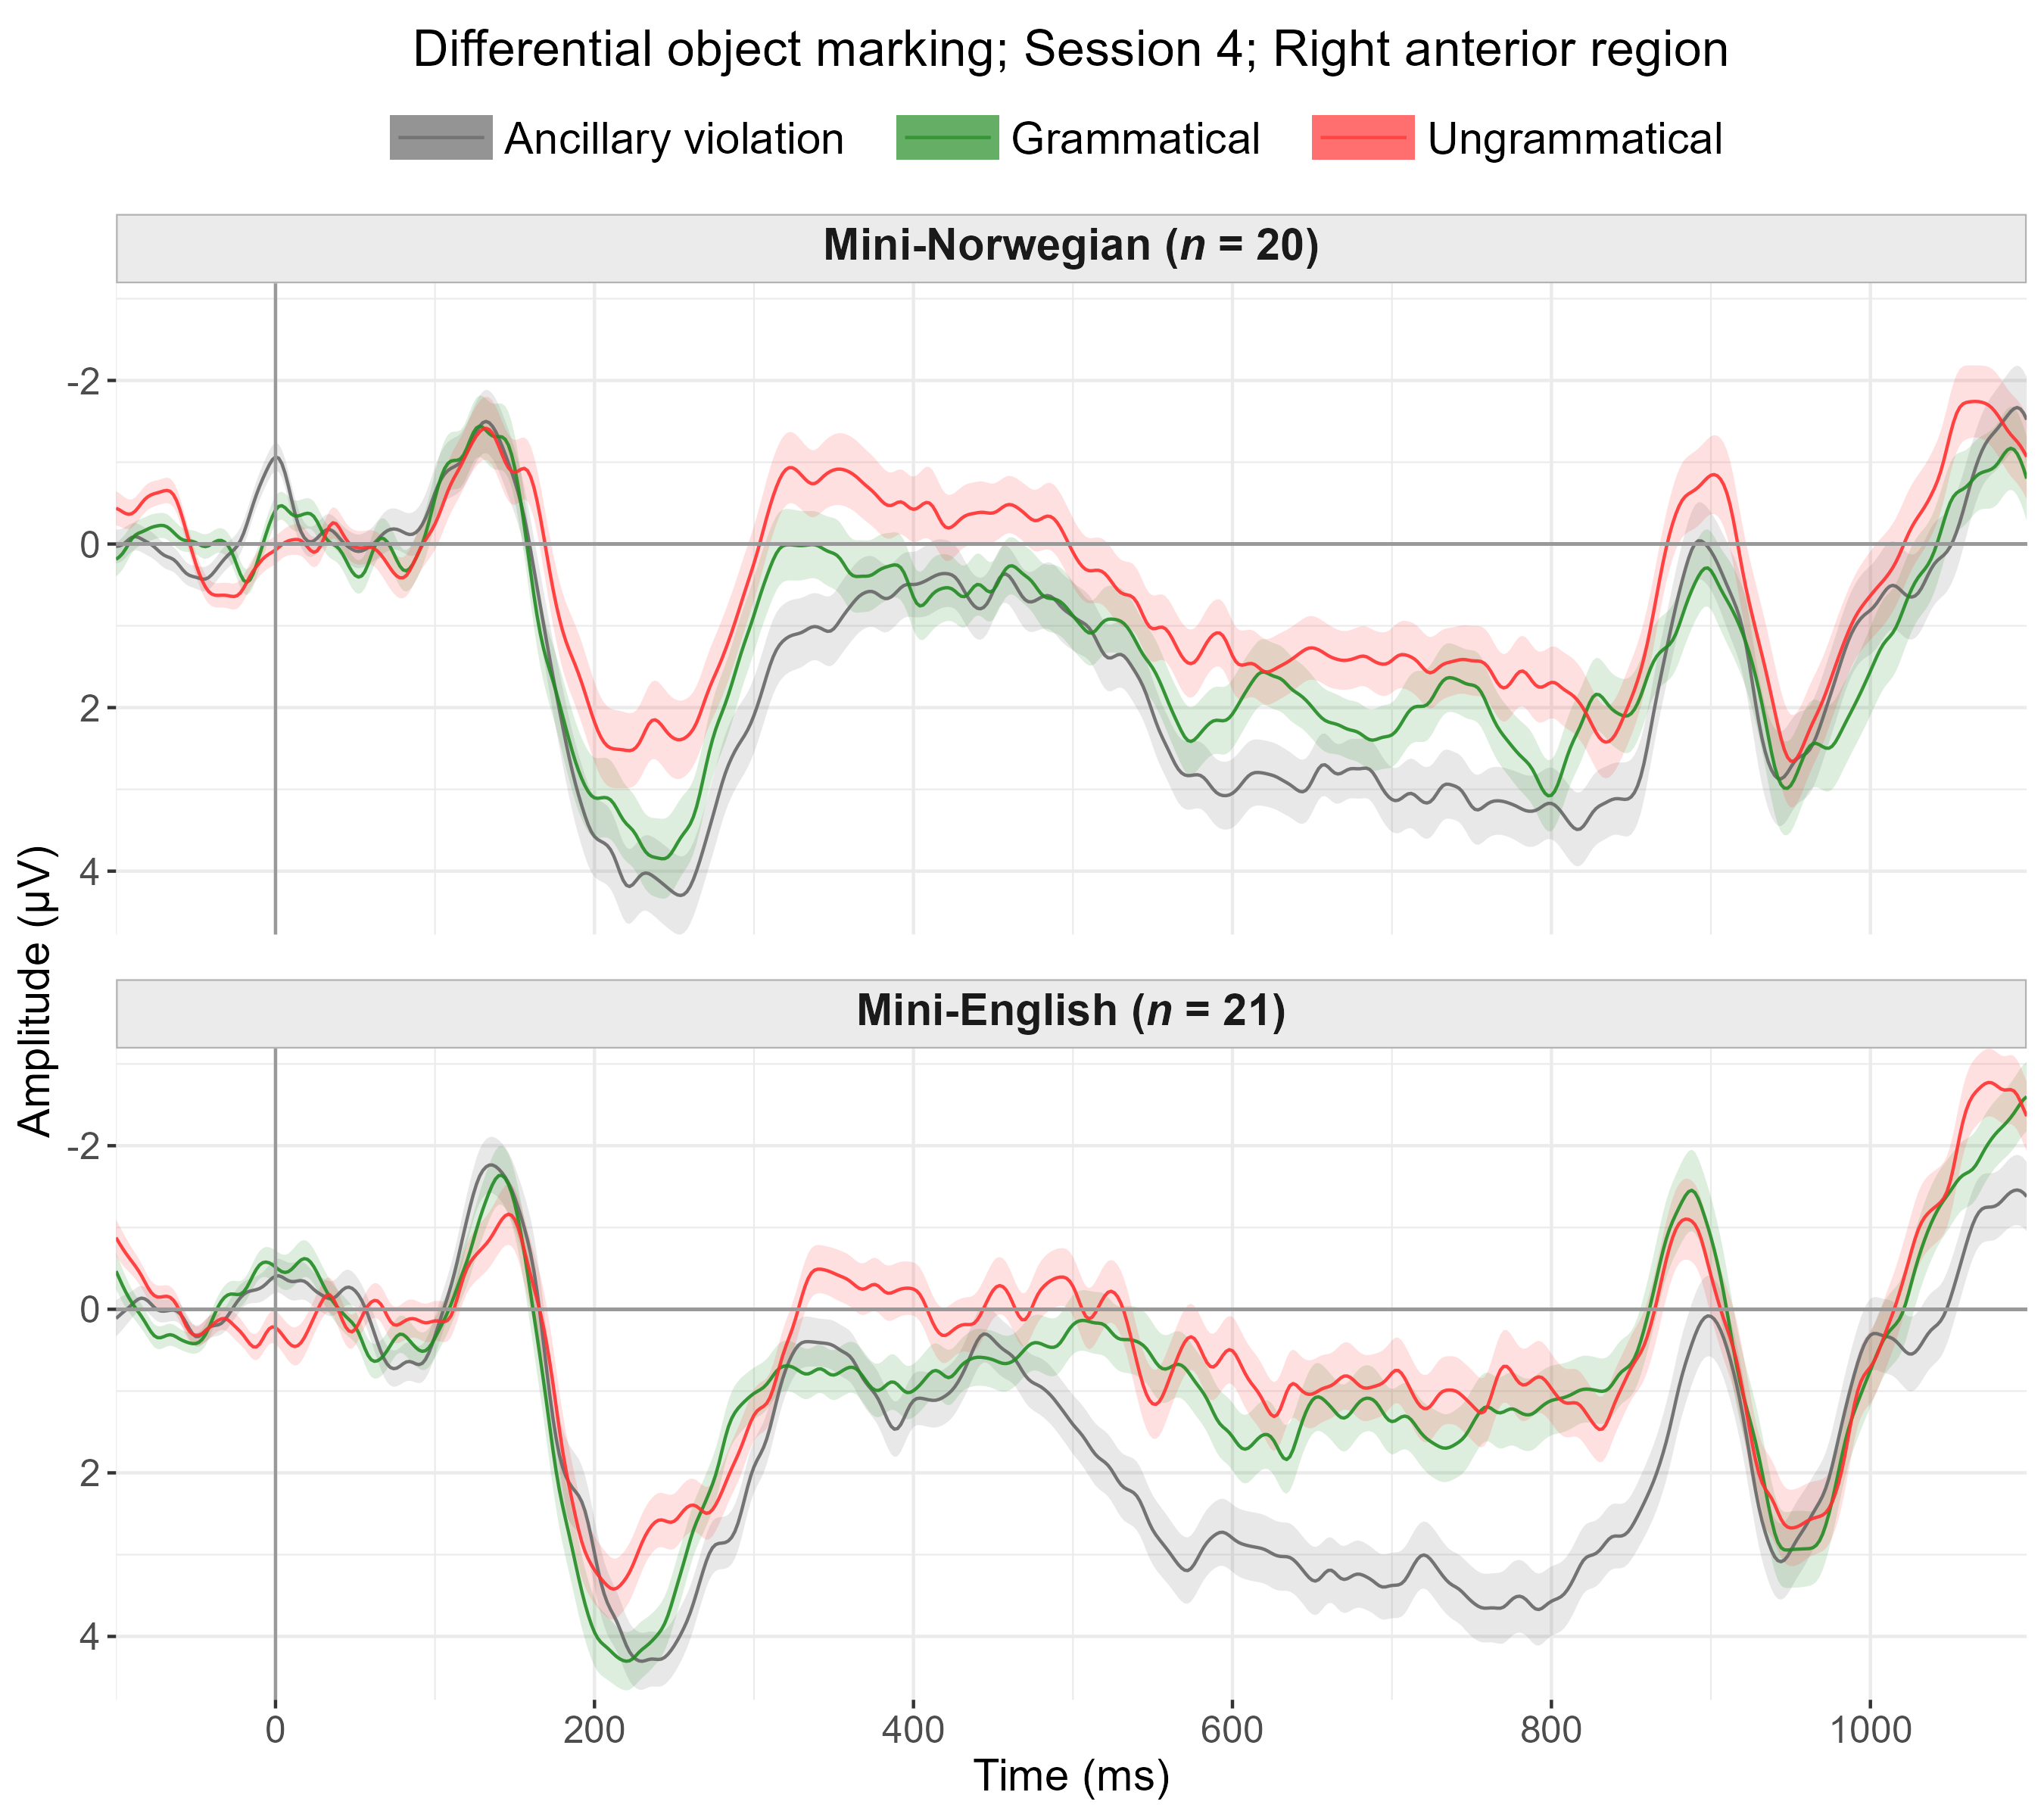 Differential object marking; Session 4; Right anterior region
Ancillary violation
Grammatical
Ungrammatical
Mini-Norwegian (n = 20)
-2
0
2
4
Mini-English (n = 21)
-2
0
2
4
Amplitude (µV)
0
200
400
600
800
1000
Time (ms)